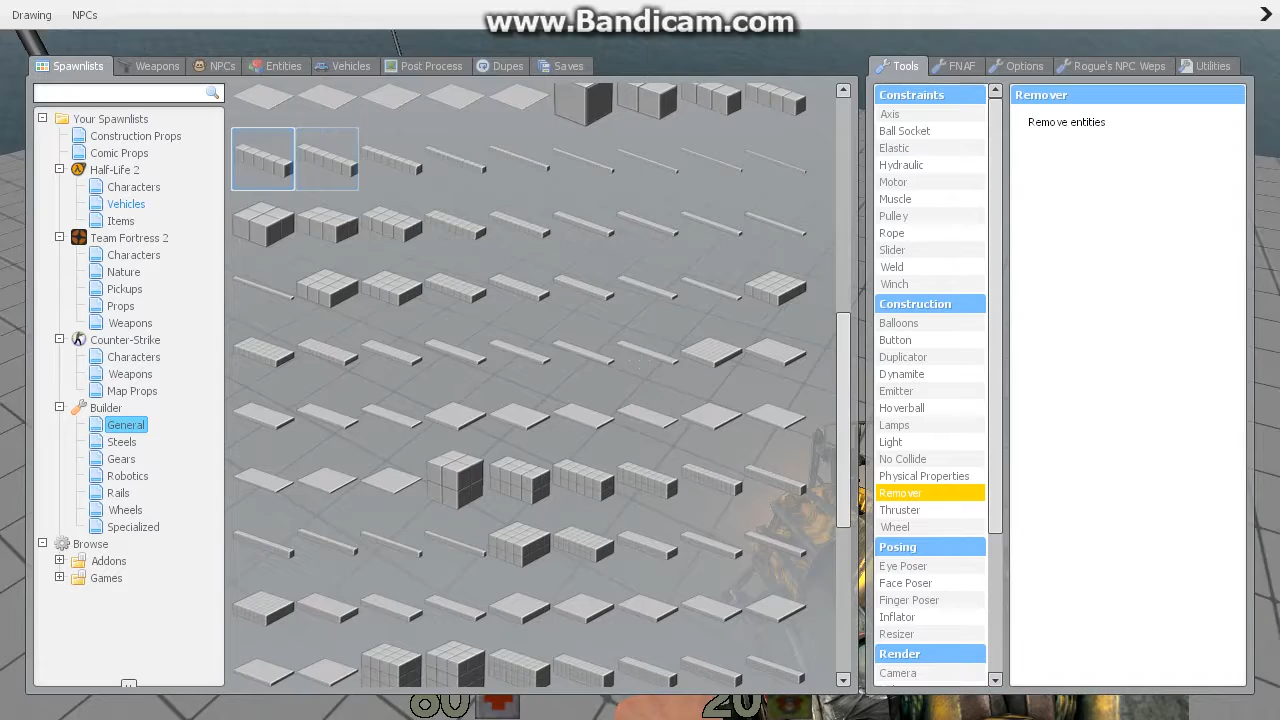 Drawing NPCs
www.Bandicam.com
Spawnlists Weapons NPCs Entities Vehicles Post Process Dupes Saves
Tools FNAF Options Rogue's NPC Weps Utilities
Your Spawnlists
Construction Props
Comic Props
Half-Life 2
Characters
Vehicles
Items
Team Fortress 2
Characters
Nature
Pickups
Props
Weapons
Counter-Strike
Characters
Weapons
Map Props
Builder
General
Steels
Gears
Robotics
Rails
Wheels
Specialized
Browse
Addons
Games
Constraints
Axis
Ball Socket
Elastic
Hydraulic
Motor
Muscle
Pulley
Rope
Slider
Weld
Winch
Construction
Balloons
Button
Duplicator
Dynamite
Emitter
Hoverball
Lamps
Light
No Collide
Physical Properties
Remover
Thruster
Wheel
Posing
Eye Poser
Face Poser
Finger Poser
Inflator
Resizer
Render
Camera
Remover
Remove entities
60
20